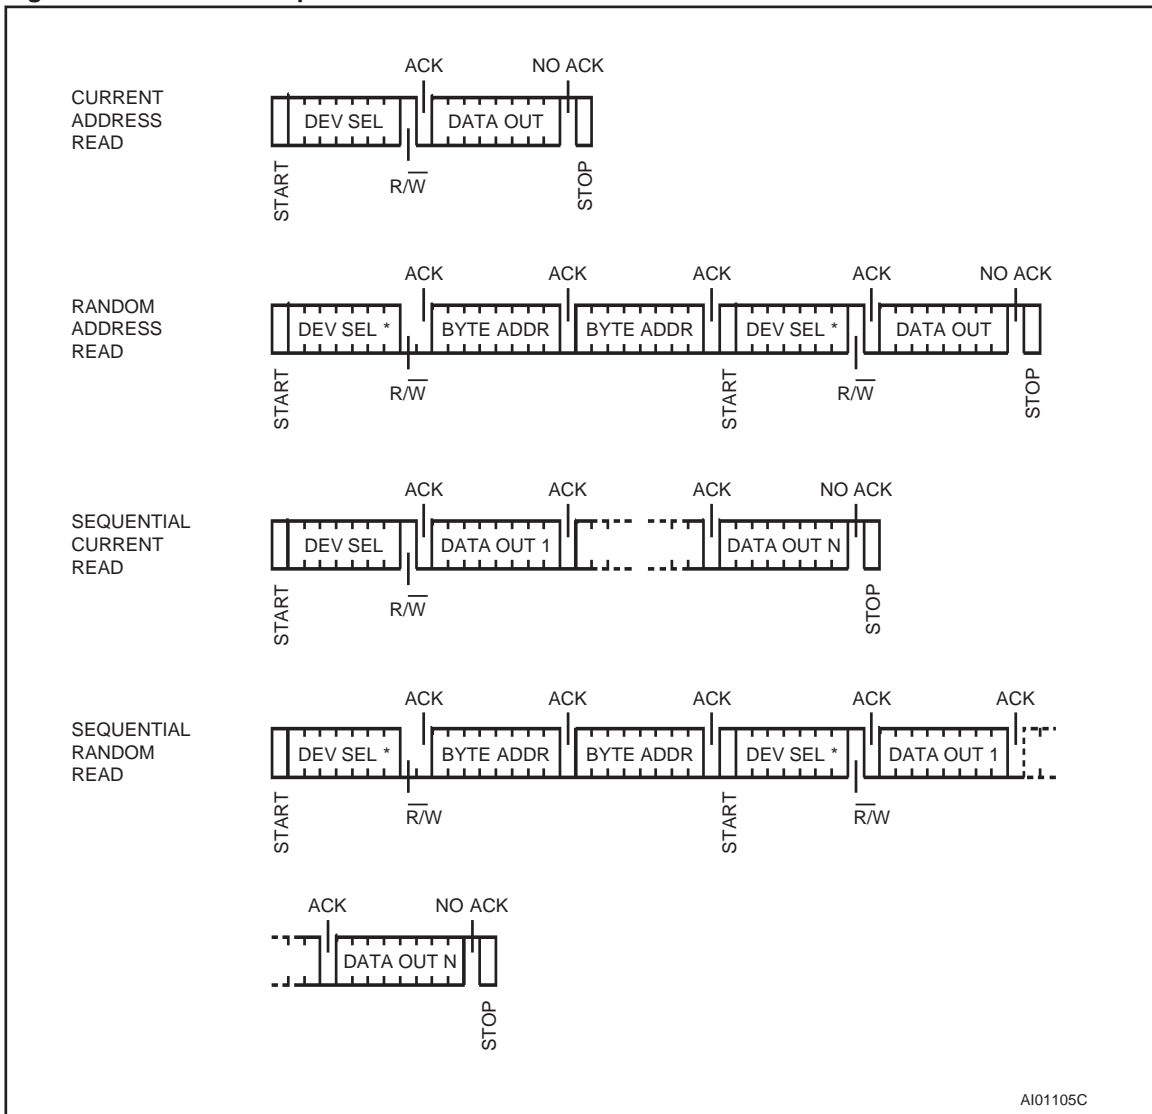 ACK NO ACK
CURRENT
ADDRESS
READ
DEV SEL DATA OUT
START R/W̅ STOP
ACK ACK ACK ACK NO ACK
RANDOM
ADDRESS
READ
DEV SEL * BYTE ADDR BYTE ADDR DEV SEL * DATA OUT
START R/W̅ START R/W̅ STOP
ACK ACK ACK NO ACK
SEQUENTIAL
CURRENT
READ
DEV SEL DATA OUT 1 DATA OUT N
START R/W̅ STOP
ACK ACK ACK ACK ACK
SEQUENTIAL
RANDOM
READ
DEV SEL * BYTE ADDR BYTE ADDR DEV SEL * DATA OUT 1
START R̅/W START R̅/W
ACK NO ACK
DATA OUT N
STOP
AI01105C